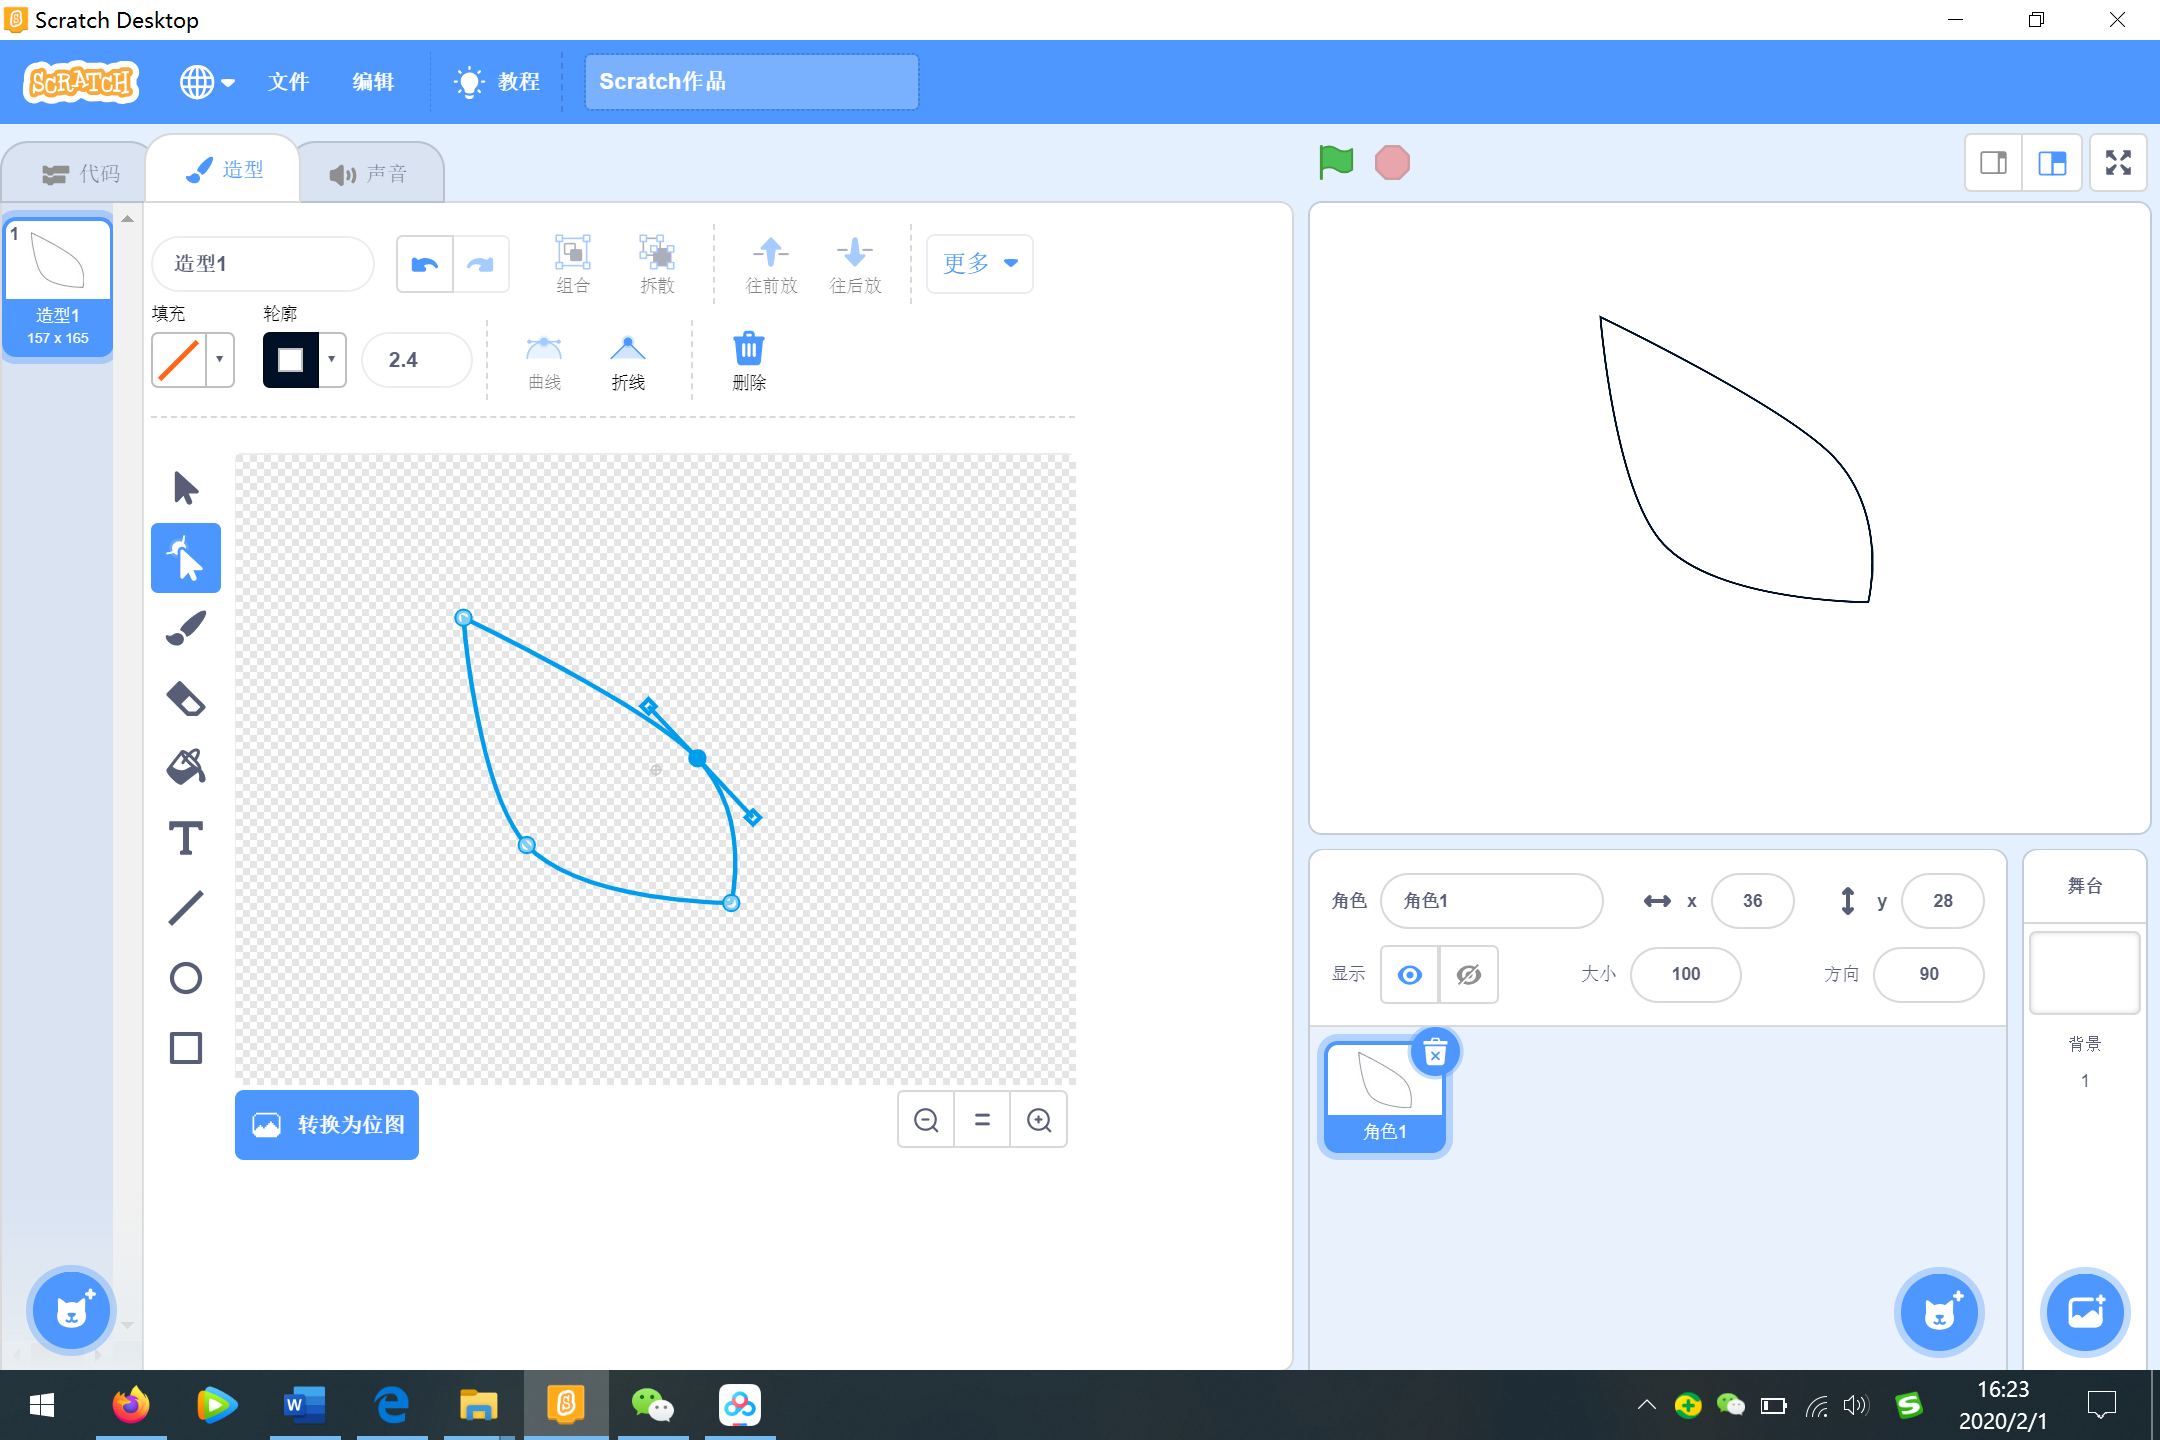 Scratch Desktop
SCRATCH
文件
编辑
教程
Scratch作品
代码
造型
声音
1
造型1
157 x 165
造型1
组合
拆散
往前放
往后放
更多
填充
轮廓
2.4
曲线
折线
删除
T
转换为位图
角色
角色1
x
36
y
28
显示
大小
100
方向
90
角色1
舞台
背景
1
16:23
2020/2/1